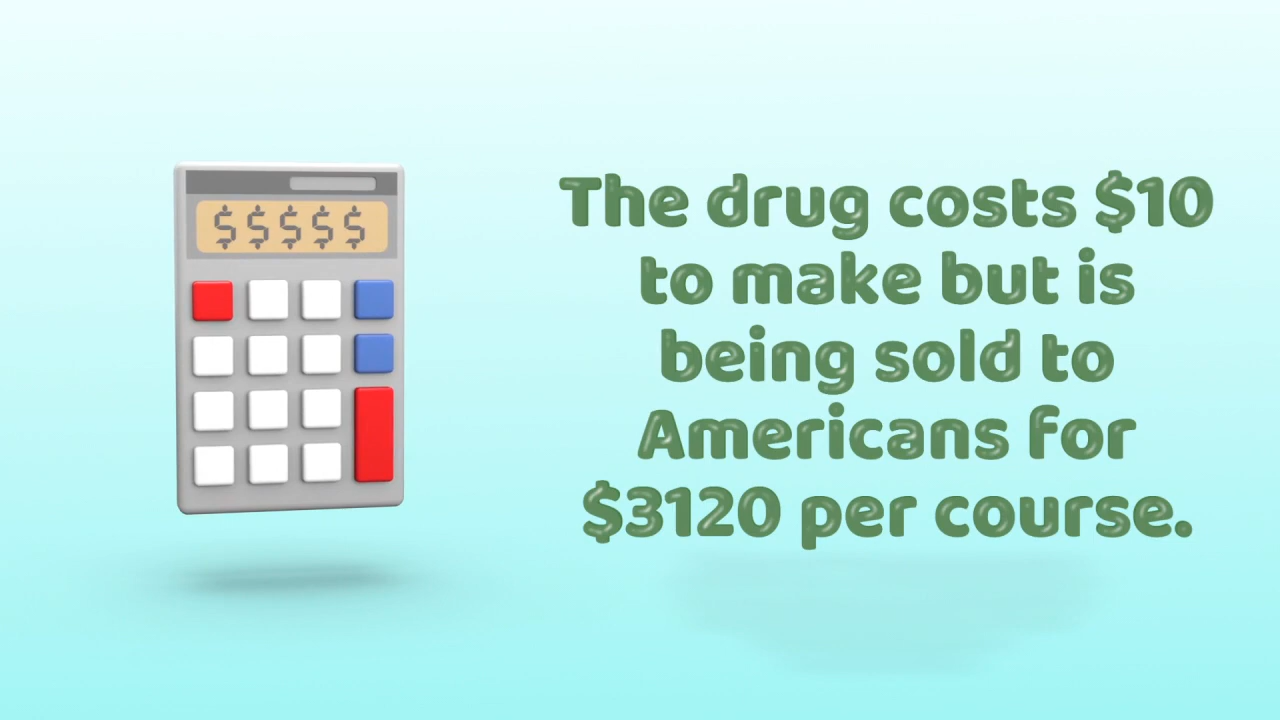 $$$$$
The drug costs $10
to make but is
being sold to
Americans for
$3120 per course.